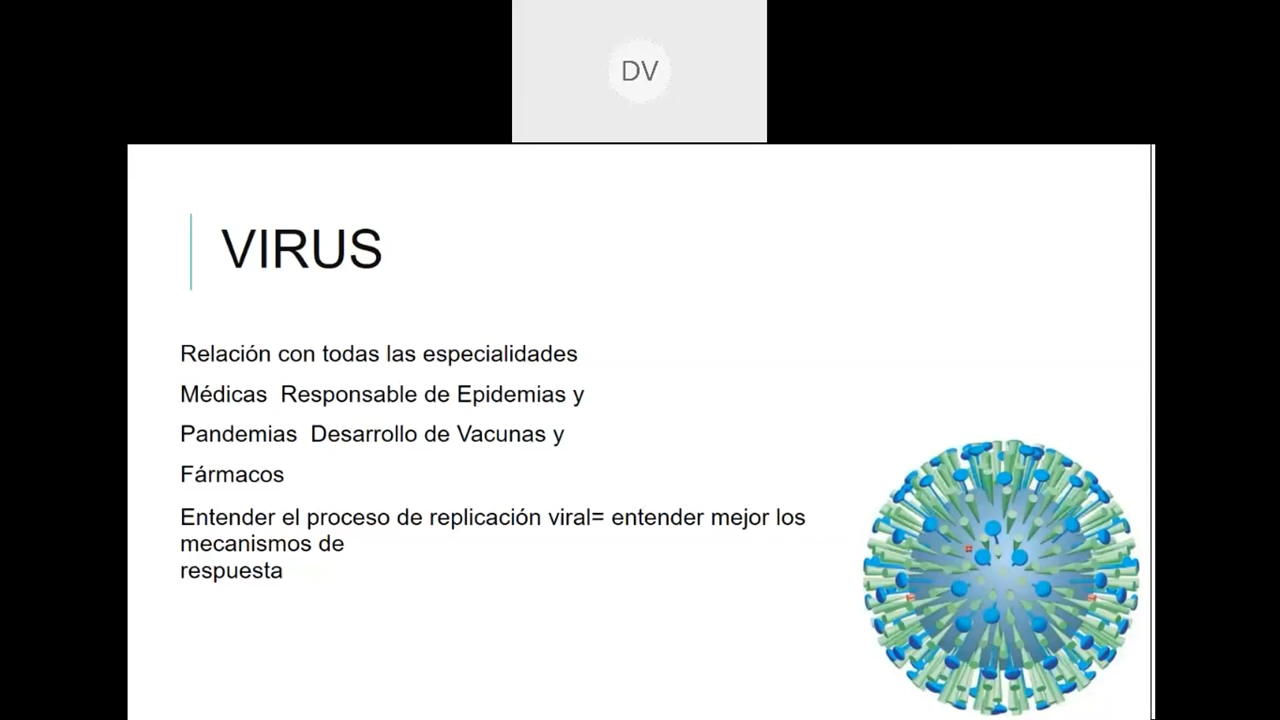 DV
VIRUS
Relación con todas las especialidades
Médicas  Responsable de Epidemias y
Pandemias  Desarrollo de Vacunas y
Fármacos
Entender el proceso de replicación viral= entender mejor los
mecanismos de
respuesta